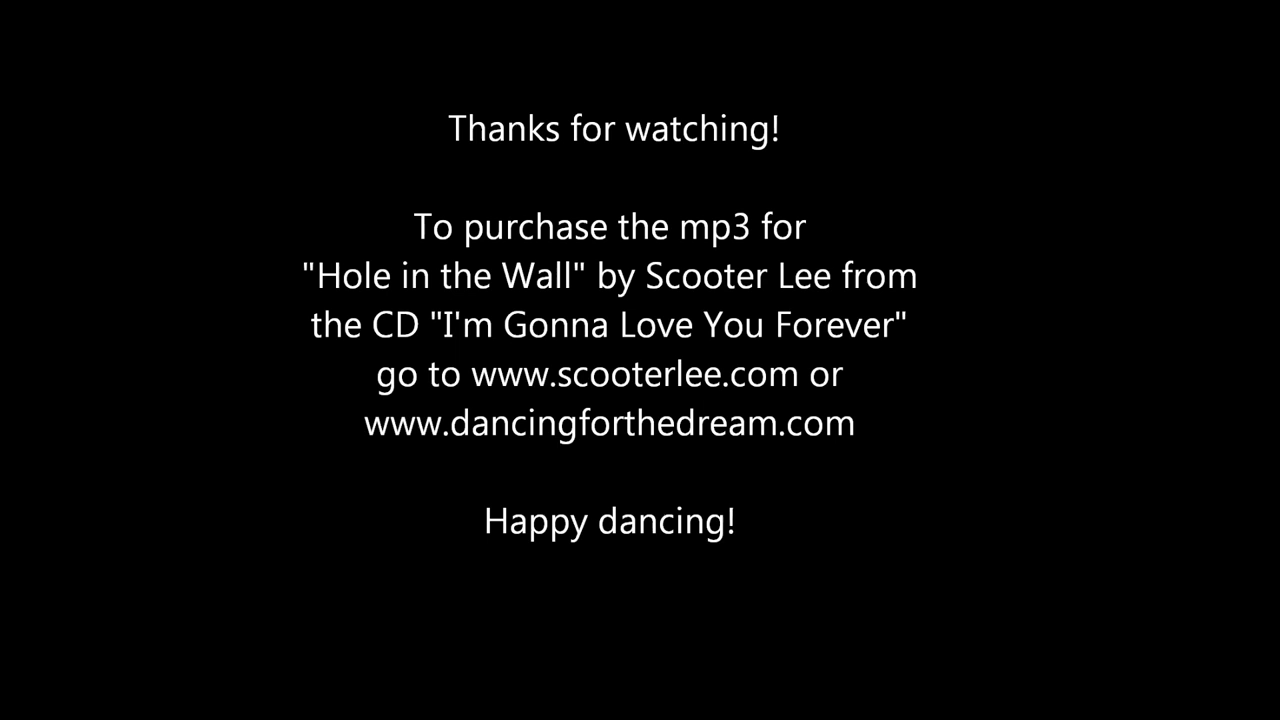 Thanks for watching!
To purchase the mp3 for
"Hole in the Wall" by Scooter Lee from
the CD "I'm Gonna Love You Forever"
go to www.scooterlee.com or
www.dancingforthedream.com
Happy dancing!